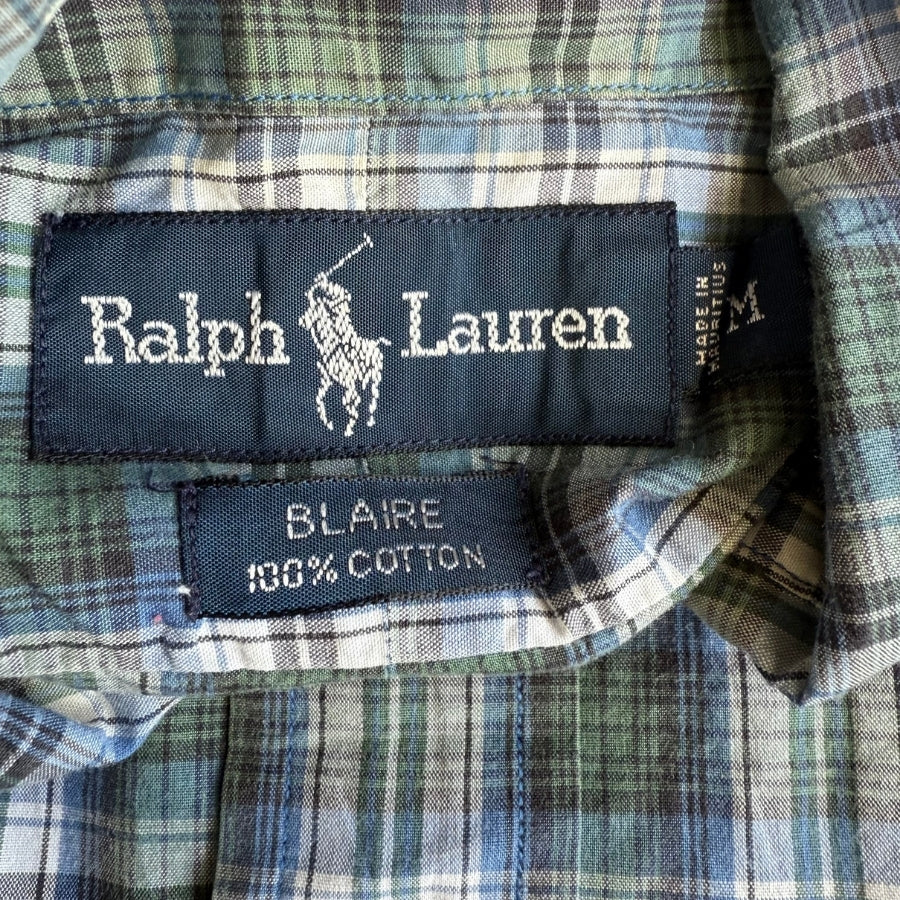 Ralph Lauren
MADE IN
MAURITIUS
M
BLAIRE
100% COTTON